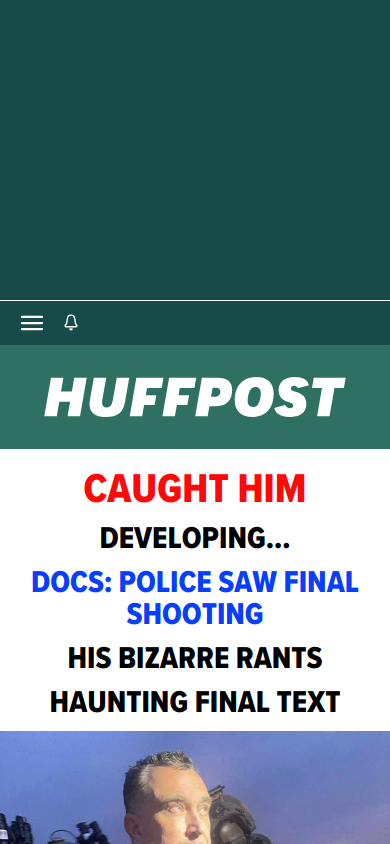 HUFFPOST
CAUGHT HIM
DEVELOPING...
DOCS: POLICE SAW FINAL
SHOOTING
HIS BIZARRE RANTS
HAUNTING FINAL TEXT